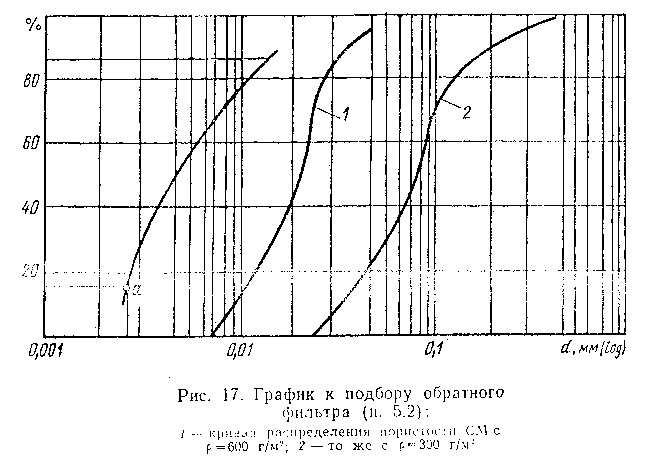 %
80
60
40
20
1
2
a
0,001
0,01
0,1
d, мм (log)
Рис. 17. График к подбору обратного
фильтра (п. 5.2):
1 — кривая распределения пористости СМ с
ρ=600 г/м²; 2 — то же с ρ=300 г/м²